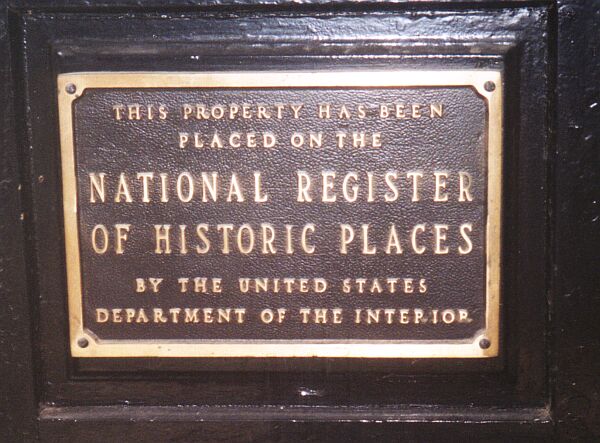 THIS PROPERTY HAS BEEN
PLACED ON THE
NATIONAL REGISTER
OF HISTORIC PLACES
BY THE UNITED STATES
DEPARTMENT OF THE INTERIOR